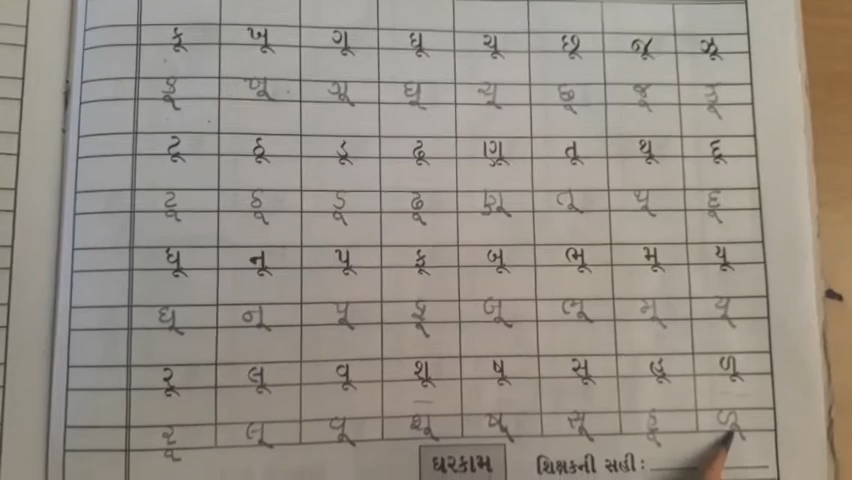 કૂ ખૂ ગૂ ઘૂ ચૂ છૂ જૂ ઝૂ
કૂ ખૂ ગૂ ઘૂ ચૂ છૂ જૂ ઝૂ
ટૂ ઠૂ ડૂ ઢૂ ણૂ તૂ થૂ દૂ
ટૂ ઠૂ ડૂ ઢૂ ણૂ તૂ થૂ દૂ
ધૂ નૂ પૂ ફૂ બૂ ભૂ મૂ યૂ
ધૂ નૂ પૂ ફૂ બૂ ભૂ મૂ યૂ
રૂ લૂ વૂ શૂ ષૂ સૂ હૂ ળૂ
રૂ લૂ વૂ શૂ ષૂ સૂ હૂ ળૂ
ઘરકામ શિક્ષકની સહી :